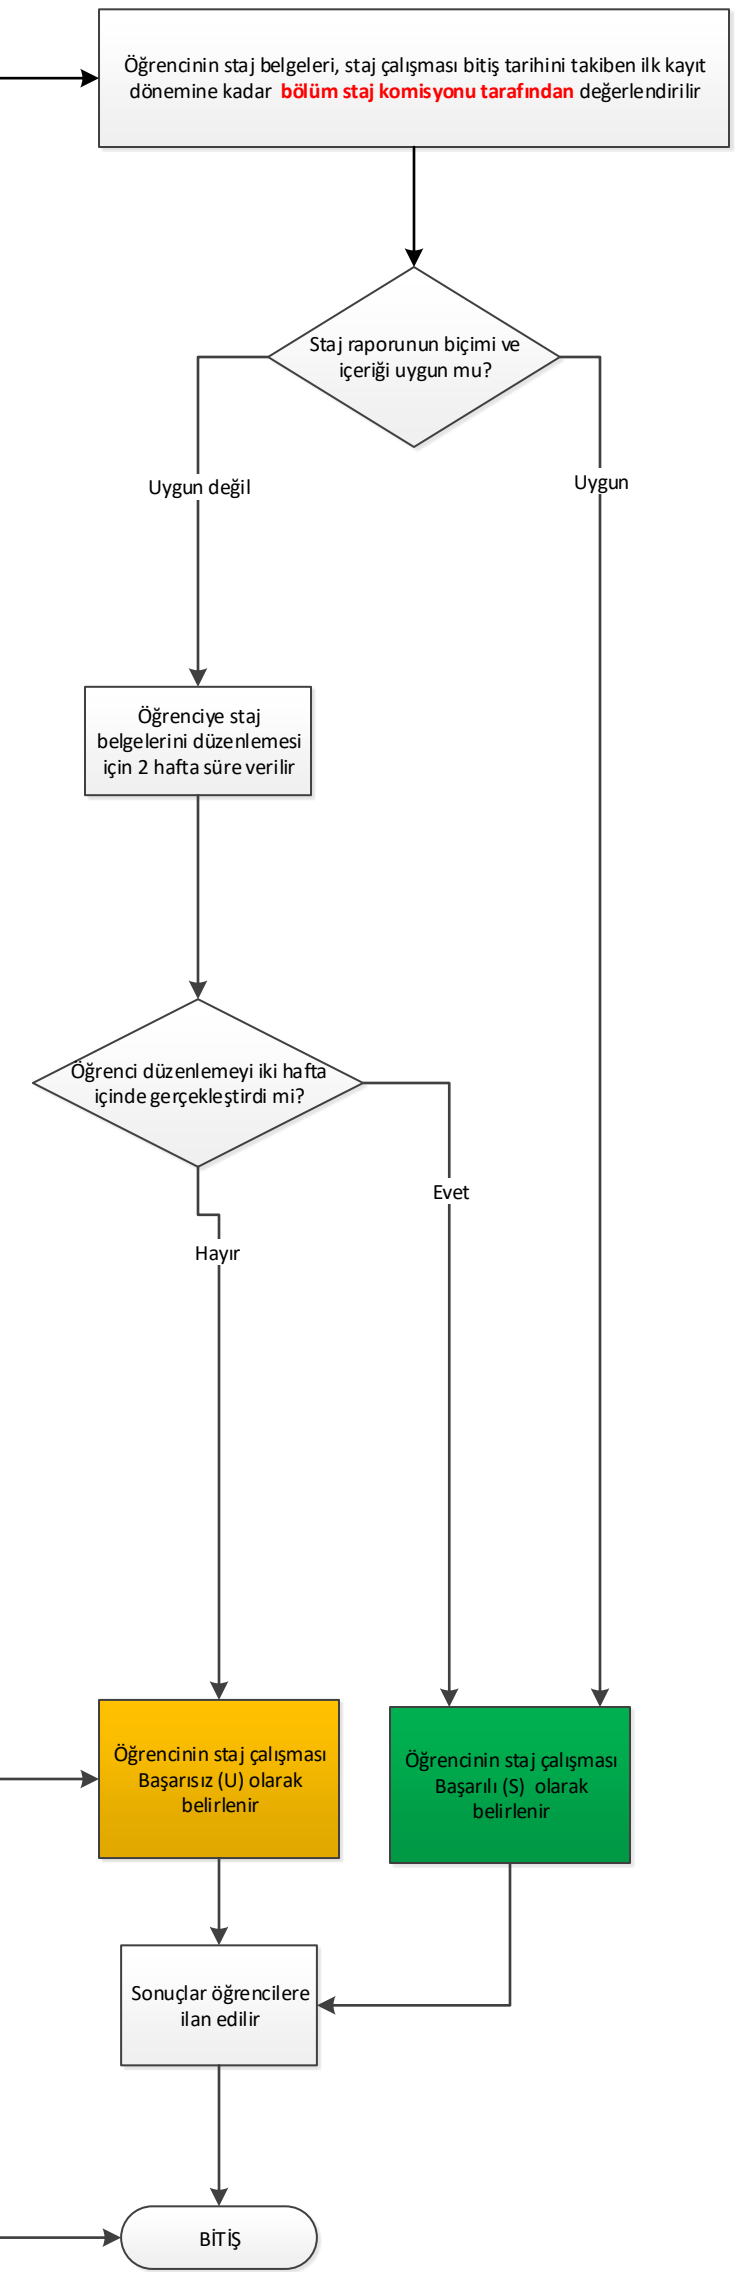 Öğrencinin staj belgeleri, staj çalışması bitiş tarihini takiben ilk kayıt
dönemine kadar bölüm staj komisyonu tarafından değerlendirilir
Staj raporunun biçimi ve
içeriği uygun mu?
Uygun değil
Uygun
Öğrenciye staj
belgelerini düzenlemesi
için 2 hafta süre verilir
Öğrenci düzenlemeyi iki hafta
içinde gerçekleştirdi mi?
Evet
Hayır
Öğrencinin staj çalışması
Başarısız (U) olarak
belirlenir
Öğrencinin staj çalışması
Başarılı (S) olarak
belirlenir
Sonuçlar öğrencilere
ilan edilir
BİTİŞ